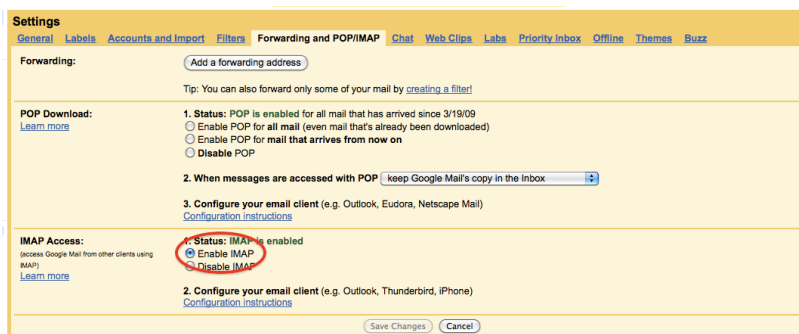 Settings
General Labels Accounts and Import Filters Forwarding and POP/IMAP Chat Web Clips Labs Priority Inbox Offline Themes Buzz
Forwarding: Add a forwarding address
Tip: You can also forward only some of your mail by creating a filter!
POP Download: 1. Status: POP is enabled for all mail that has arrived since 3/19/09
Learn more Enable POP for all mail (even mail that's already been downloaded)
Enable POP for mail that arrives from now on
Disable POP
2. When messages are accessed with POP keep Google Mail's copy in the Inbox
3. Configure your email client (e.g. Outlook, Eudora, Netscape Mail)
Configuration instructions
IMAP Access: 1. Status: IMAP is enabled
(access Google Mail from other clients using Enable IMAP
IMAP) Disable IMAP
Learn more
2. Configure your email client (e.g. Outlook, Thunderbird, iPhone)
Configuration instructions
Save Changes Cancel